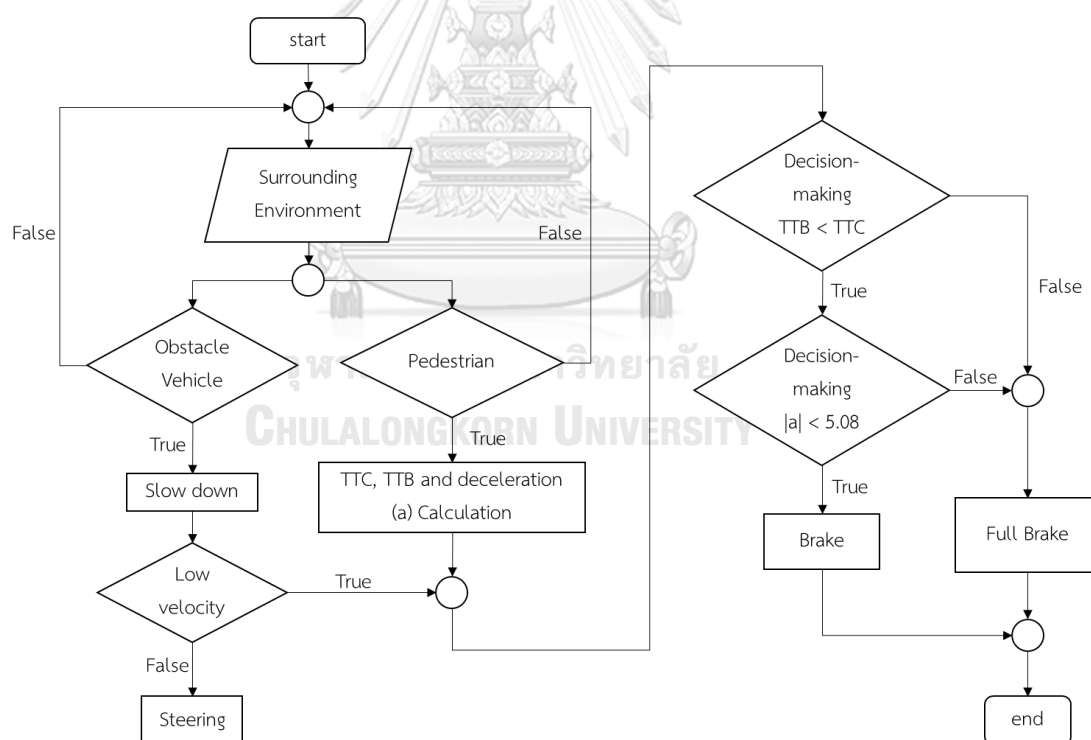 start
Surrounding
Environment
False
False
Obstacle
Vehicle
Pedestrian
True
True
Slow down
TTC, TTB and deceleration
(a) Calculation
Low
velocity
True
False
Steering
Decision-
making
TTB < TTC
True
False
Decision-
making
|a| < 5.08
False
True
Brake
Full Brake
end
CHULALONGKORN UNIVERSITY